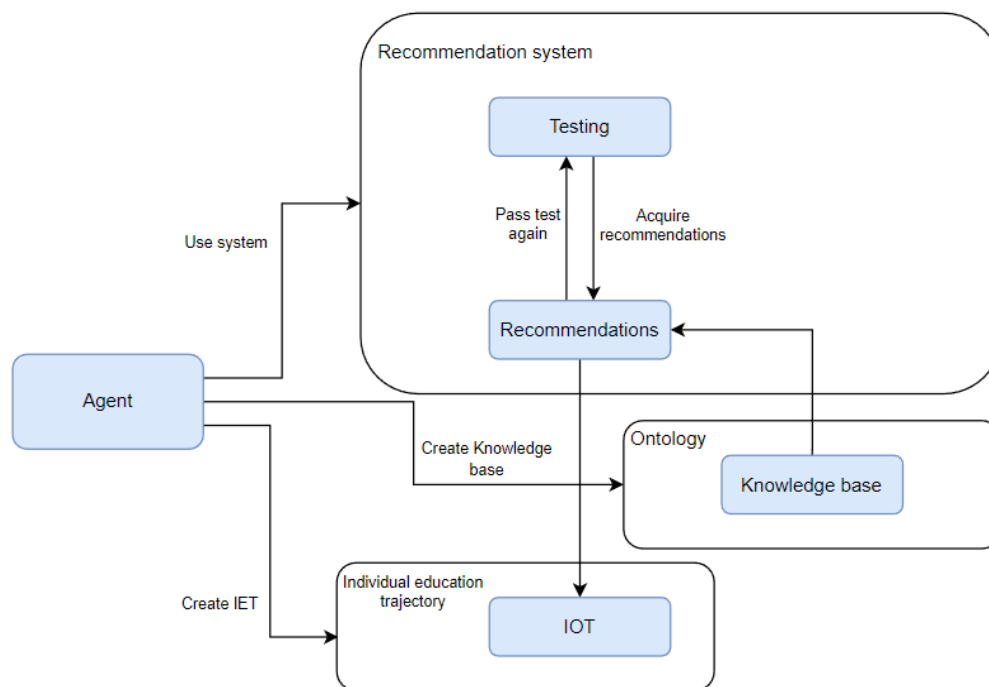 Recommendation system
Testing
Pass test
again
Acquire
recommendations
Use system
Recommendations
Agent
Ontology
Create Knowledge
base
Knowledge base
Individual education
trajectory
Create IET
IOT